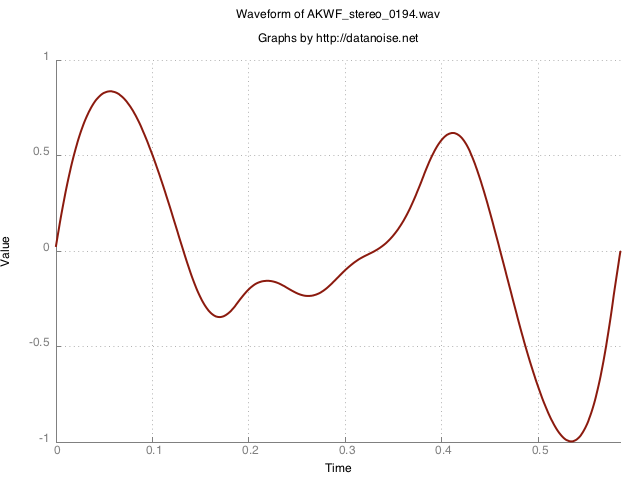 Waveform of AKWF_stereo_0194.wav
Graphs by http://datanoise.net
1
0.5
0
-0.5
-1
Value
0 0.1 0.2 0.3 0.4 0.5
Time